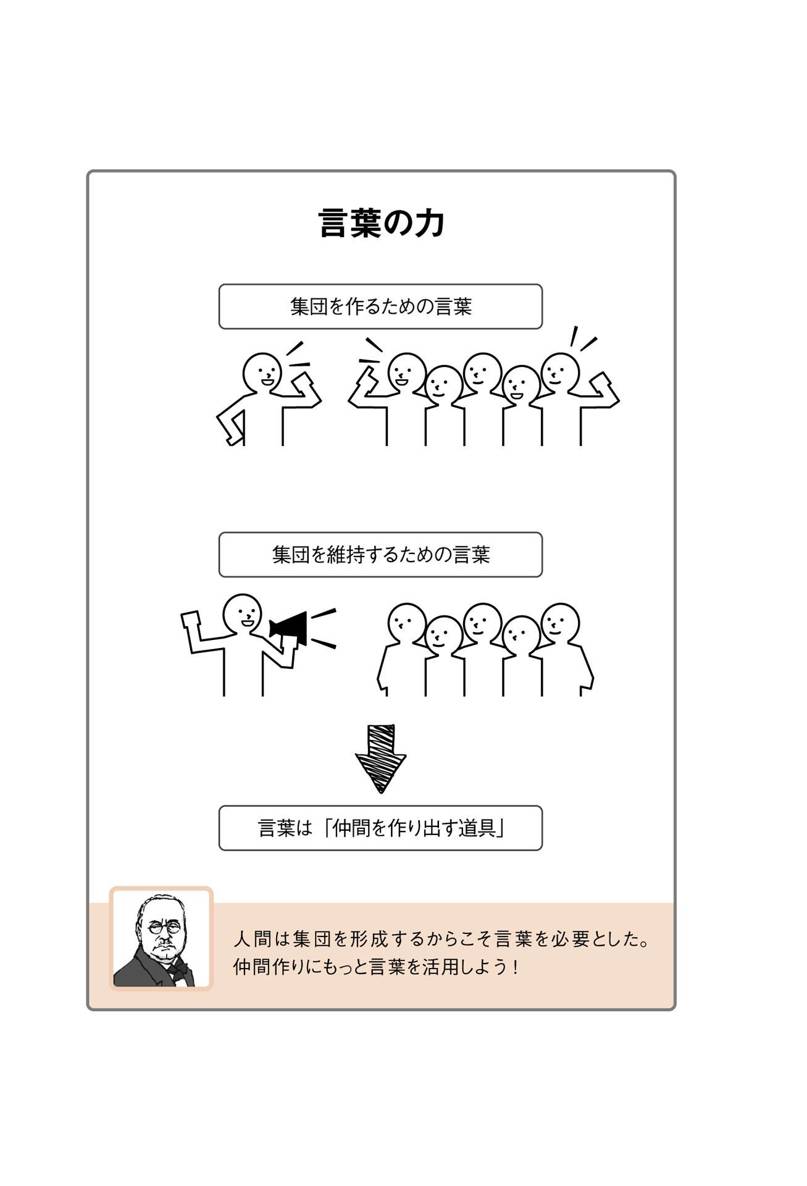 言葉の力
集団を作るための言葉
集団を維持するための言葉
言葉は「仲間を作り出す道具」
人間は集団を形成するからこそ言葉を必要とした。
仲間作りにもっと言葉を活用しよう！